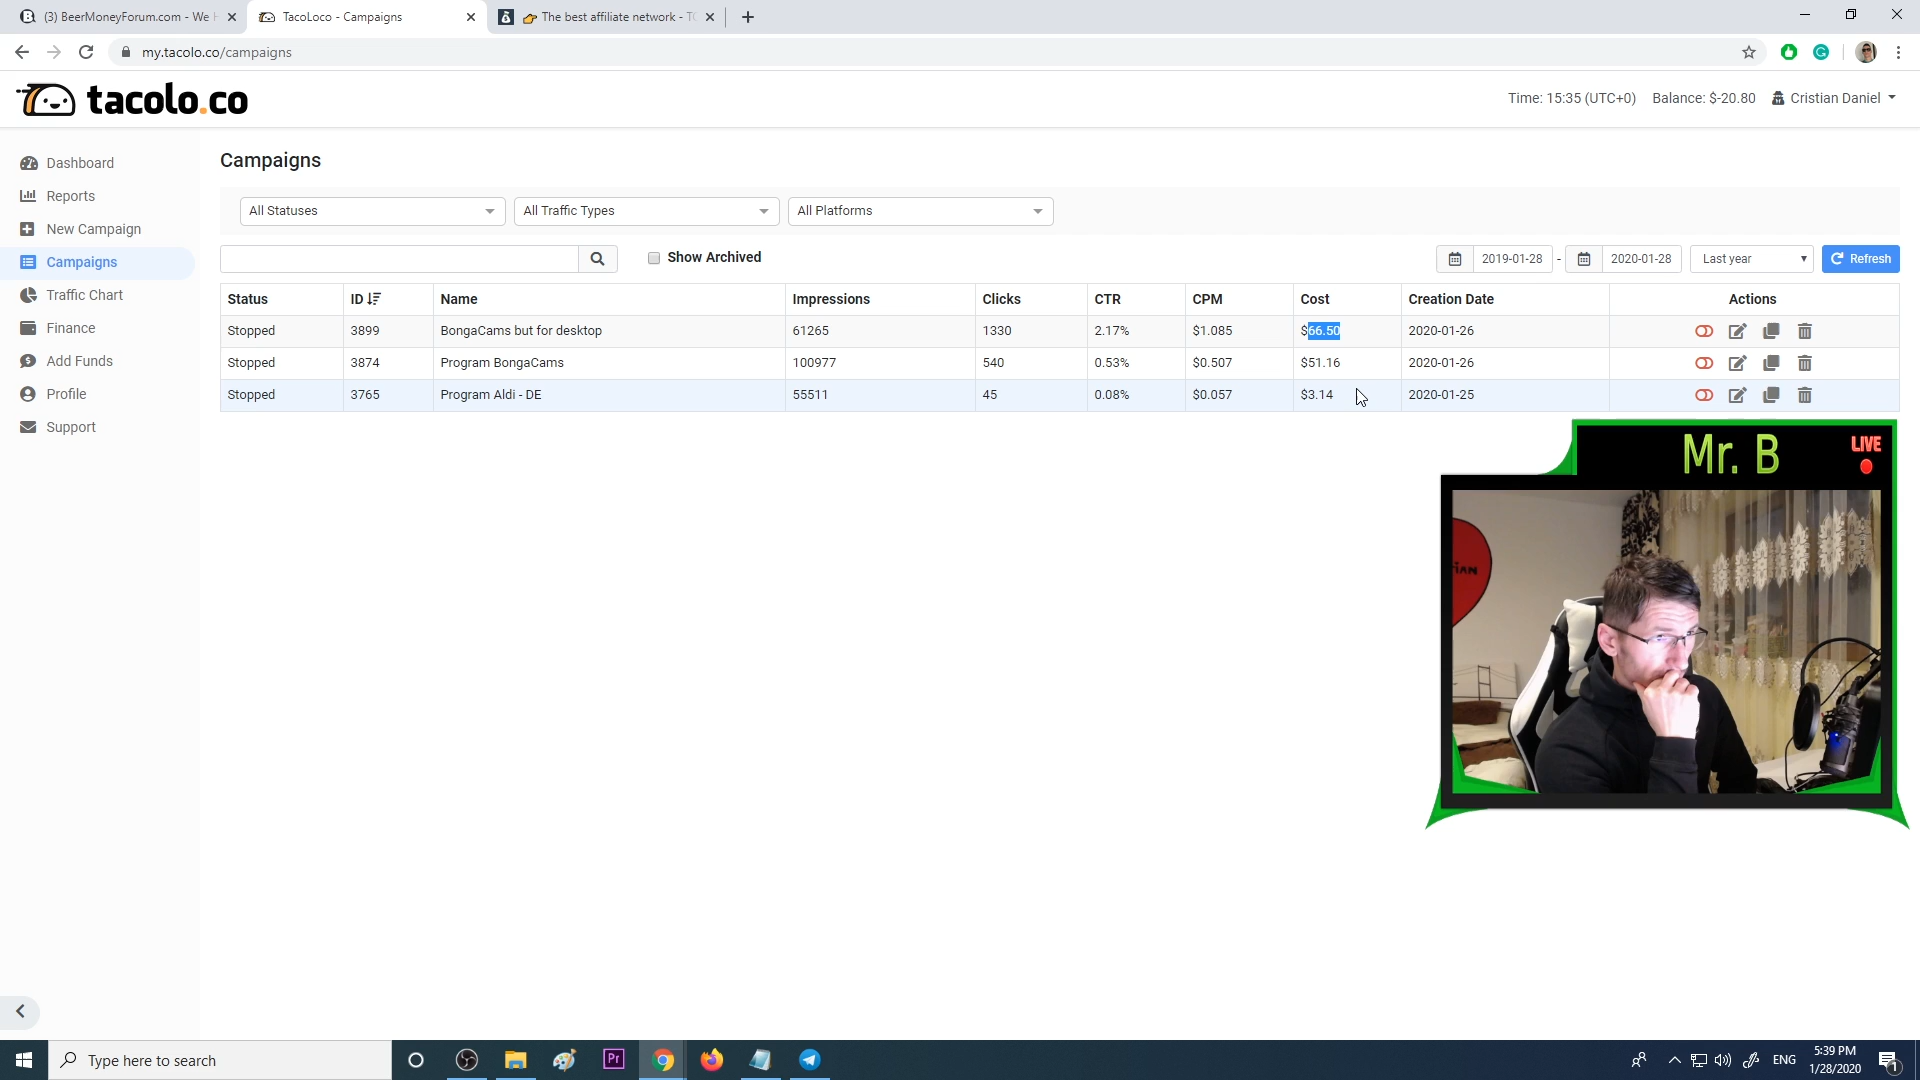 (3) BeerMoneyForum.com - We H
TacoLoco - Campaigns
The best affiliate network - TO
my.tacolo.co/campaigns
tacolo.co
Time: 15:35 (UTC+0)
Balance: $-20.80
Cristian Daniel
Dashboard
Reports
New Campaign
Campaigns
Traffic Chart
Finance
Add Funds
Profile
Support
Campaigns
All Statuses
All Traffic Types
All Platforms
Show Archived
2019-01-28 - 2020-01-28
Last year
Refresh
Status ID Name Impressions Clicks CTR CPM Cost Creation Date Actions
Stopped 3899 BongaCams but for desktop 61265 1330 2.17% $1.085 $66.50 2020-01-26
Stopped 3874 Program BongaCams 100977 540 0.53% $0.507 $51.16 2020-01-26
Stopped 3765 Program Aldi - DE 55511 45 0.08% $0.057 $3.14 2020-01-25
Mr. B
LIVE
Type here to search
Pr
ENG
5:39 PM
1/28/2020
1